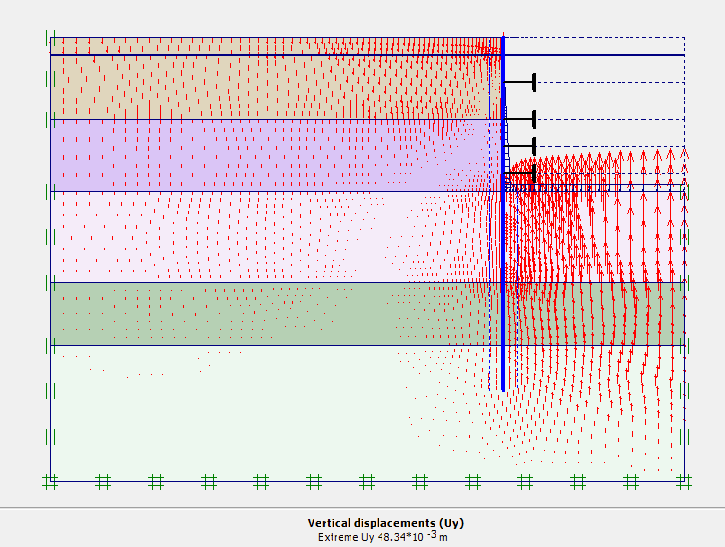 Vertical displacements (Uy)
Extreme Uy 48.34*10 -3 m